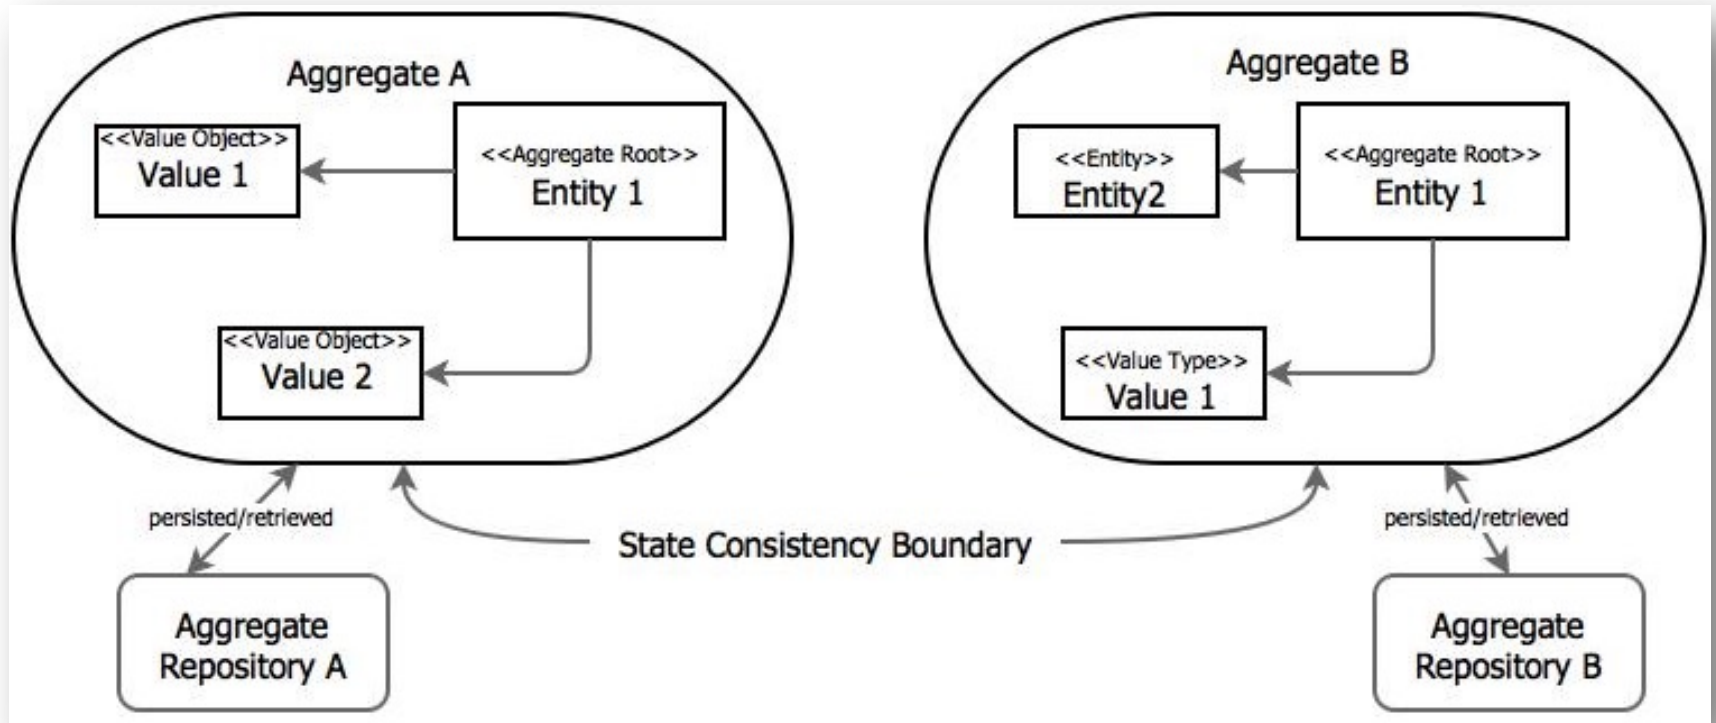 Aggregate A
<<Value Object>>
Value 1
<<Aggregate Root>>
Entity 1
<<Value Object>>
Value 2
persisted/retrieved
Aggregate
Repository A
State Consistency Boundary
Aggregate B
<<Entity>>
Entity2
<<Aggregate Root>>
Entity 1
<<Value Type>>
Value 1
persisted/retrieved
Aggregate
Repository B